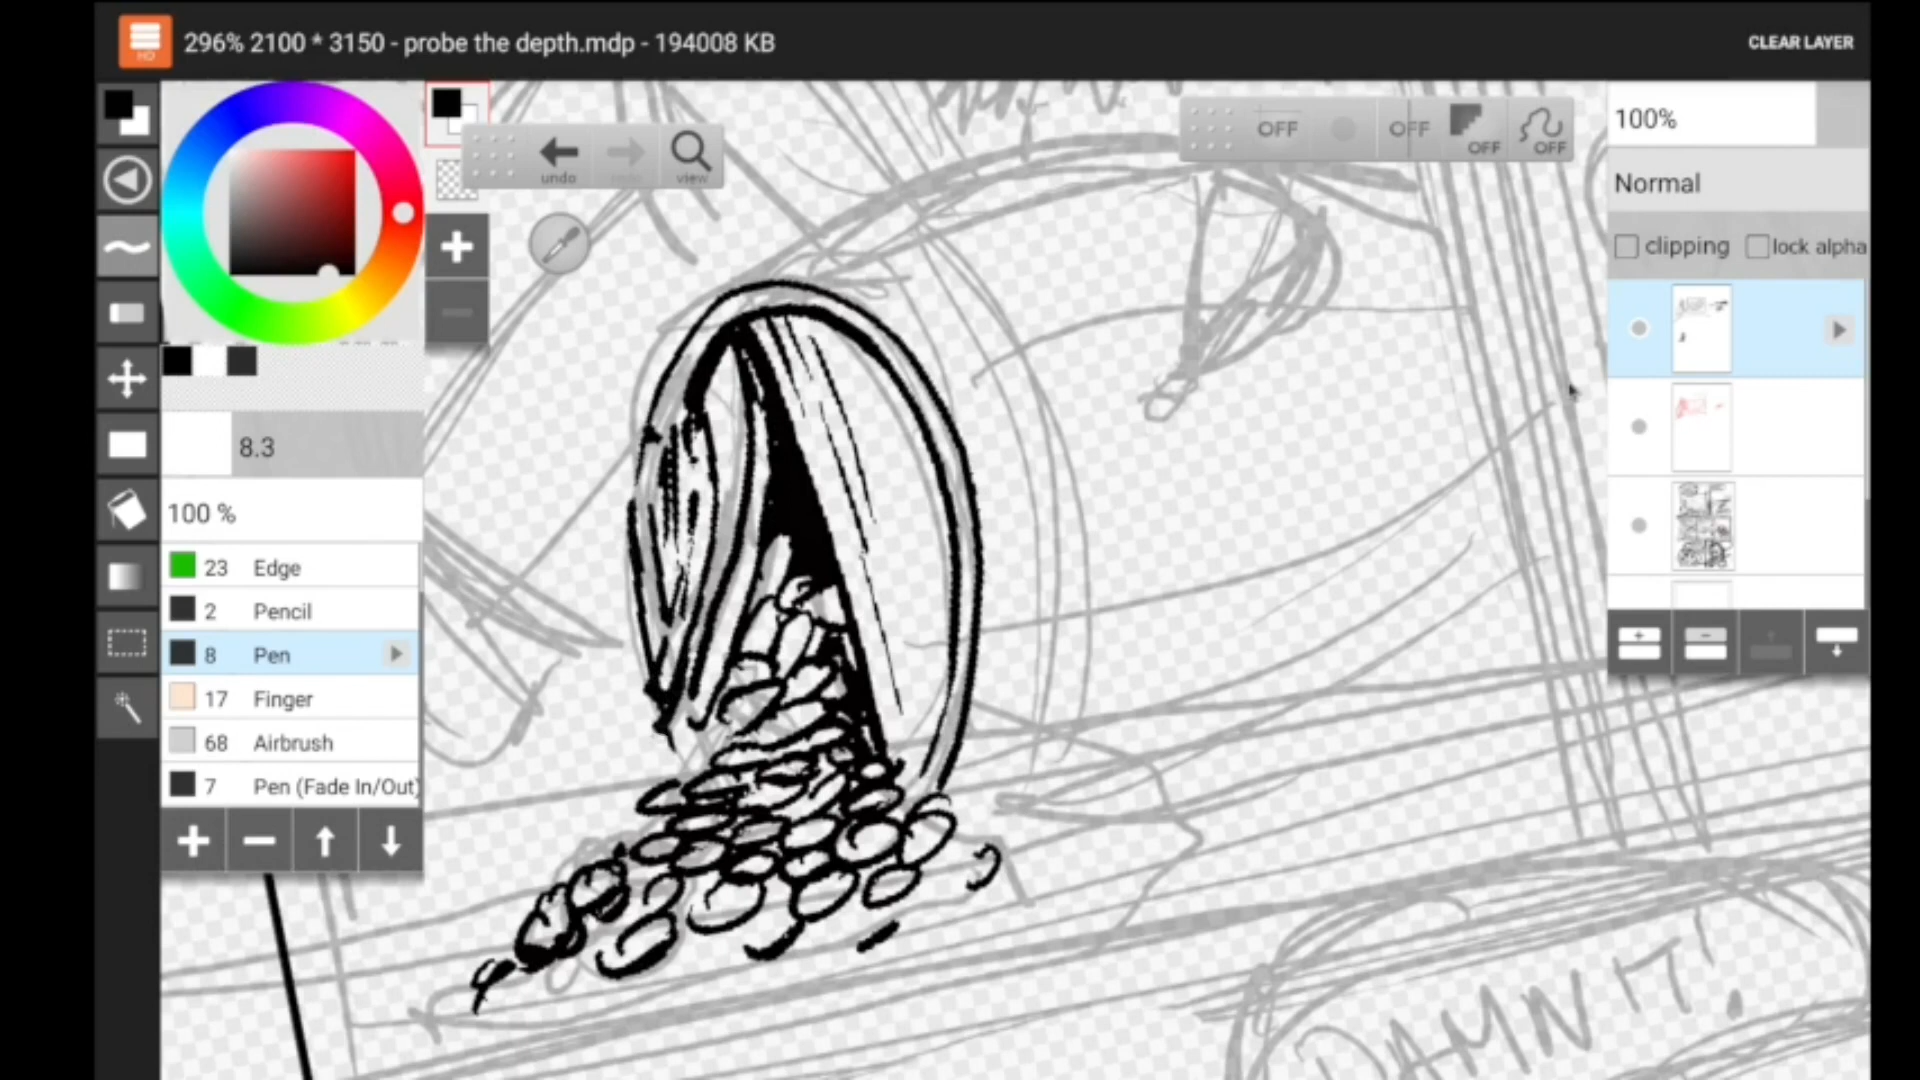 296% 2100 * 3150 - probe the depth.mdp - 194008 KB
CLEAR LAYER
HD
undo
view
OFF
OFF
OFF
OFF
100%
Normal
clipping
lock alpha
8.3
100 %
23 Edge
2 Pencil
8 Pen
17 Finger
68 Airbrush
7 Pen (Fade In/Out)
DAMN IT!